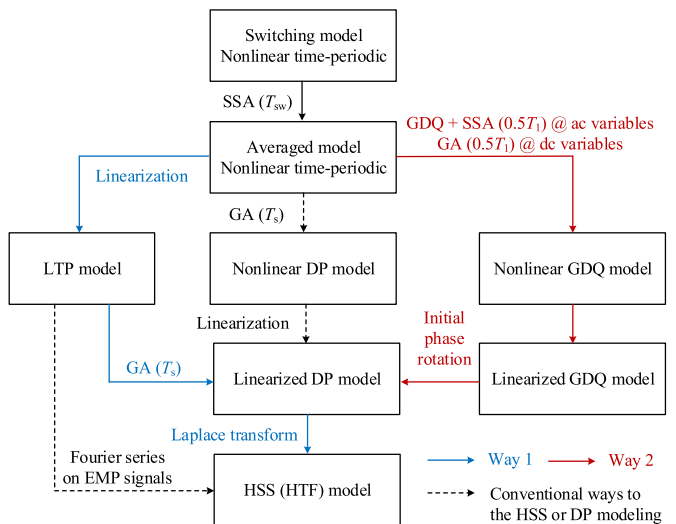 Switching model
Nonlinear time-periodic
SSA (Tsw)
GDQ + SSA (0.5T1) @ ac variables
GA (0.5T1) @ dc variables
Averaged model
Nonlinear time-periodic
Linearization
GA (Ts)
LTP model
Nonlinear DP model
Nonlinear GDQ model
Linearization
Initial
phase
rotation
GA (Ts)
Linearized DP model
Linearized GDQ model
Laplace transform
Fourier series
on EMP signals
HSS (HTF) model
Way 1
Way 2
Conventional ways to
the HSS or DP modeling